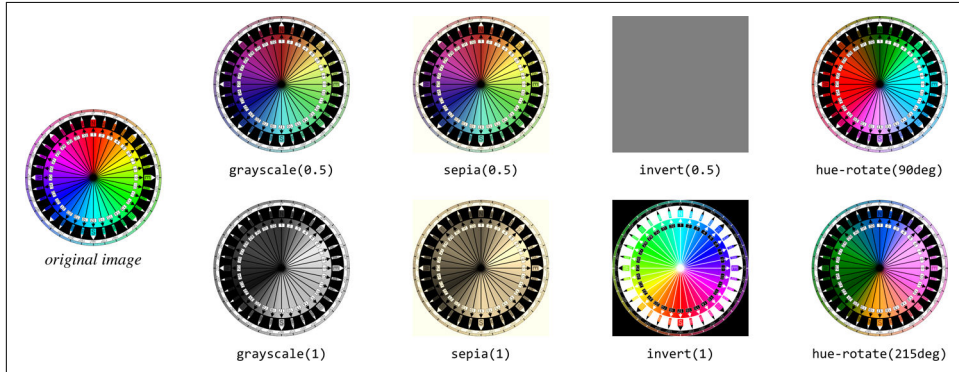 grayscale(0.5)
sepia(0.5)
invert(0.5)
hue-rotate(90deg)
original image
grayscale(1)
sepia(1)
invert(1)
hue-rotate(215deg)